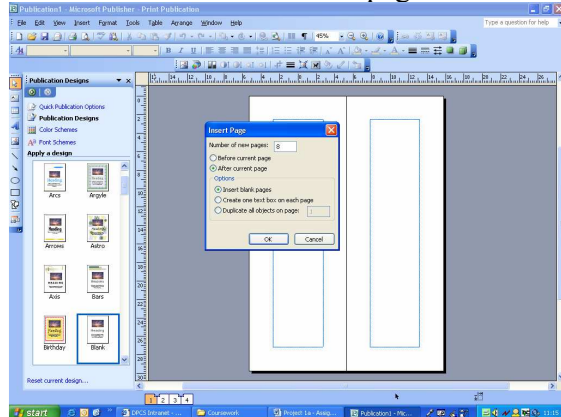 Publication1 - Microsoft Publisher - Print Publication
File Edit View Insert Format Tools Table Arrange Window Help
Type a question for help
45%
Publication Designs
Quick Publication Options
Publication Designs
Color Schemes
Font Schemes
Apply a design
Arcs Argyle
Arrows Astro
Axis Bars
Birthday Blank
Reset current design...
Insert Page
Number of new pages: 8
Before current page
After current page
Options
Insert blank pages
Create one text box on each page
Duplicate all objects on page: 1
OK Cancel
1 2 3 4
start
DPCS Intranet - ...
Coursework
Project 1a - Assig...
Publication1 - Mic...
11:15